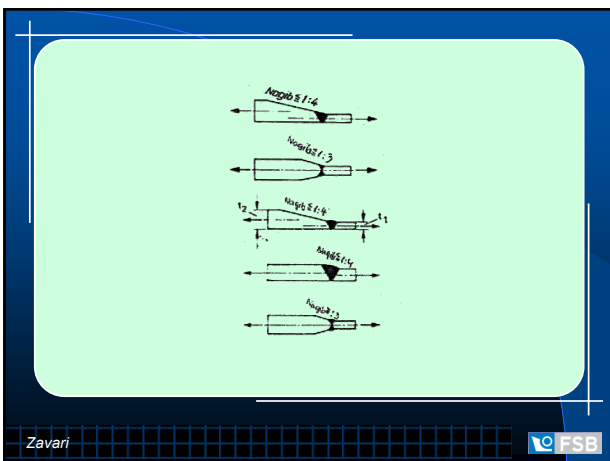 Nagib ≤ 1:4
Nagib ≤ 1:3
t₂
Nagib ≤ 1:4
t₁
Nagib ≤ 1:4
Nagib ≤ 1:3
Zavari
FSB